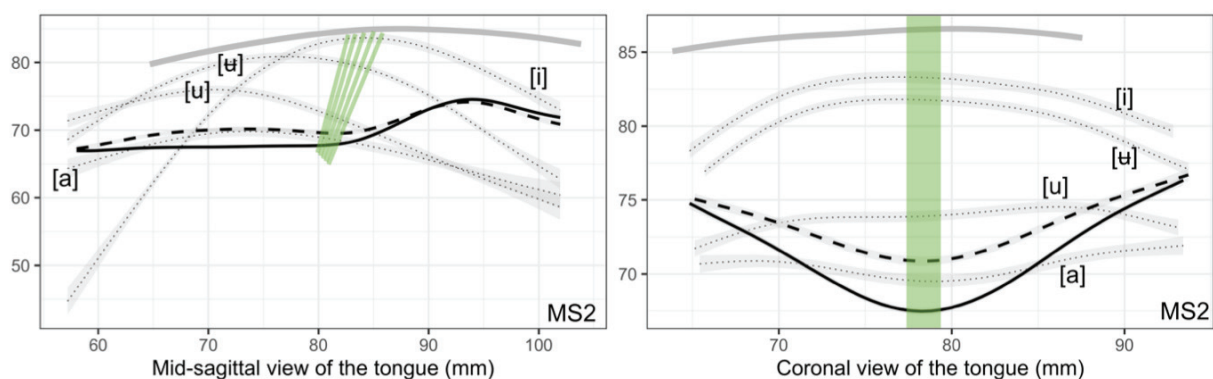 80
70
60
50
[ʉ]
[u]
[i]
[a]
MS2
60
70
80
90
100
Mid-sagittal view of the tongue (mm)
85
80
75
70
[i]
[ʉ]
[u]
[a]
MS2
70
80
90
Coronal view of the tongue (mm)